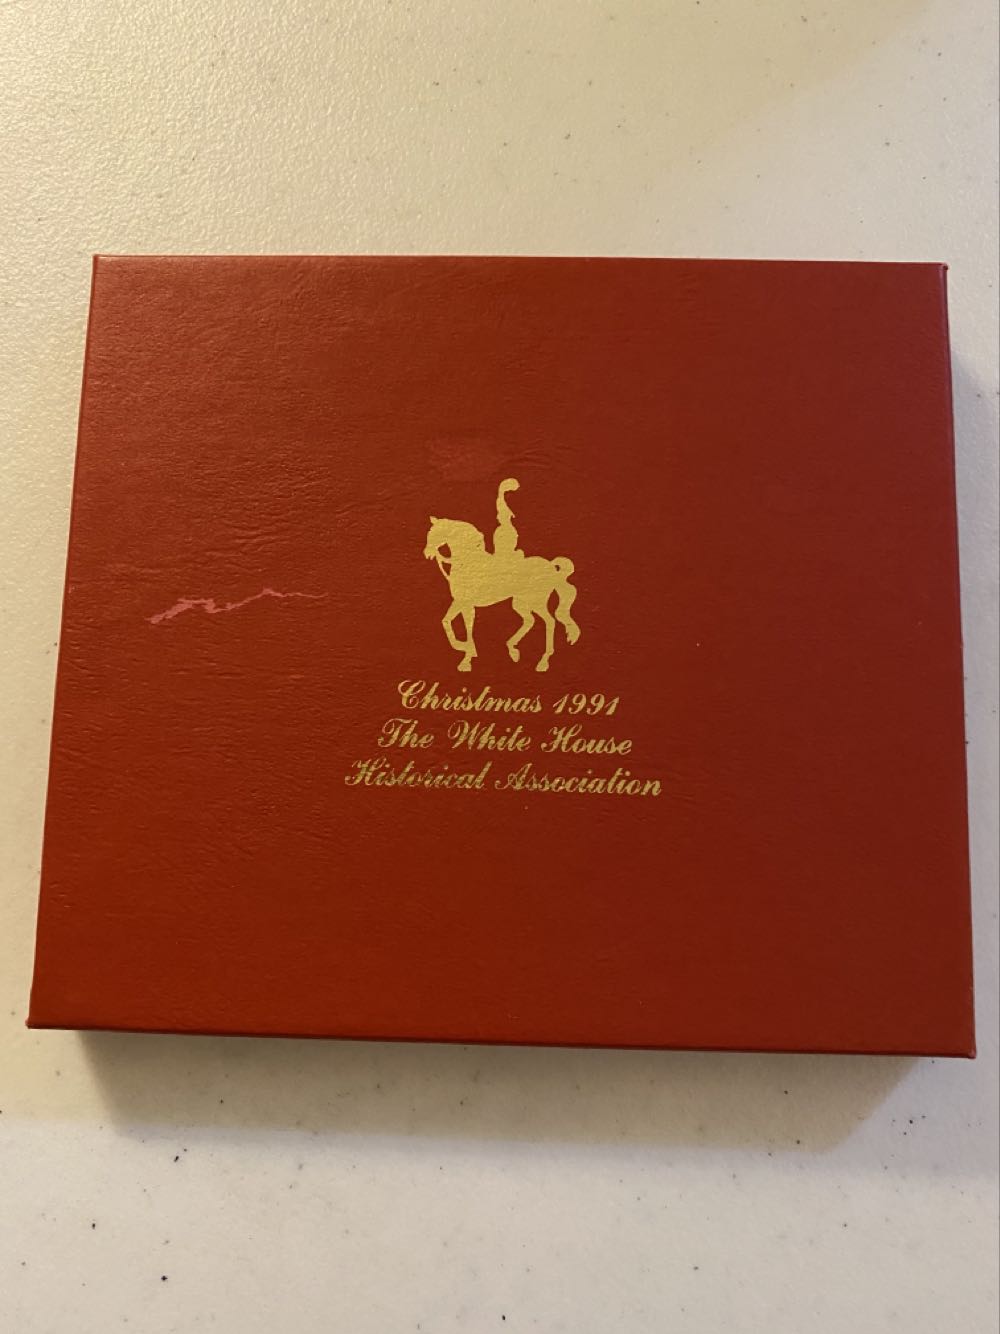 Christmas 1991
The White House
Historical Association